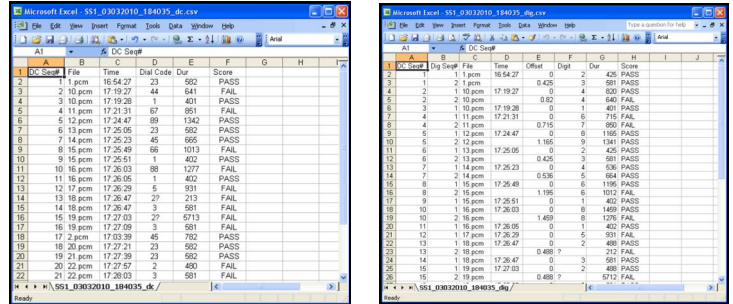 Microsoft Excel - SS1_03032010_184035_dc.csv
File Edit View Insert Format Tools Data Window Help
Arial
A1 fx DC Seq#
A B C D E F G H
1 DC Seq# File Time Dial Code Dur Score
2 1 1.pcm 16:54:27 23 582 PASS
3 2 10.pcm 17:19:27 44 641 FAIL
4 3 10.pcm 17:19:28 1 401 PASS
5 4 11.pcm 17:21:31 67 851 FAIL
6 5 12.pcm 17:24:47 89 1342 PASS
7 6 13.pcm 17:25:05 23 582 PASS
8 7 14.pcm 17:25:23 45 665 PASS
9 8 15.pcm 17:25:49 66 1013 FAIL
10 9 15.pcm 17:25:51 1 402 PASS
11 10 16.pcm 17:26:03 88 1277 FAIL
12 11 16.pcm 17:26:05 1 402 PASS
13 12 17.pcm 17:26:29 5 931 FAIL
14 13 18.pcm 17:26:47 2? 213 FAIL
15 14 18.pcm 17:26:47 3 581 FAIL
16 15 19.pcm 17:27:03 2? 5713 FAIL
17 16 19.pcm 17:27:09 3 581 FAIL
18 17 2.pcm 17:03:39 45 782 PASS
19 18 20.pcm 17:27:21 23 582 PASS
20 19 21.pcm 17:27:39 23 582 PASS
21 20 22.pcm 17:27:57 2 480 FAIL
22 21 22.pcm 17:28:03 3 581 FAIL
SS1_03032010_184035_dc
Ready
Microsoft Excel - SS1_03032010_184035_dig.csv
File Edit View Insert Format Tools Data Window Help Type a question for help
Arial
A1 fx DC Seq#
A B C D E F G H I J
1 DC Seq# Dig Seq# File Time Offset Digit Dur Score
2 1 1 1.pcm 16:54:27 0 2 425 PASS
3 1 2 1.pcm 0.425 3 581 PASS
4 2 1 10.pcm 17:19:27 0 4 820 PASS
5 2 2 10.pcm 0.82 4 640 FAIL
6 3 1 10.pcm 17:19:28 0 1 401 PASS
7 4 1 11.pcm 17:21:31 0 6 715 FAIL
8 4 2 11.pcm 0.715 7 850 FAIL
9 5 1 12.pcm 17:24:47 0 8 1165 PASS
10 5 2 12.pcm 1.165 9 1341 PASS
11 6 1 13.pcm 17:25:05 0 2 425 PASS
12 6 2 13.pcm 0.425 3 581 PASS
13 7 1 14.pcm 17:25:23 0 4 536 PASS
14 7 2 14.pcm 0.536 5 664 PASS
15 8 1 15.pcm 17:25:49 0 6 1195 PASS
16 8 2 15.pcm 1.195 6 1012 FAIL
17 9 1 15.pcm 17:25:51 0 1 402 PASS
18 10 1 16.pcm 17:26:03 0 8 1459 PASS
19 10 2 16.pcm 1.459 8 1276 FAIL
20 11 1 16.pcm 17:26:05 0 1 402 PASS
21 12 1 17.pcm 17:26:29 0 5 931 FAIL
22 13 1 18.pcm 17:26:47 0 2 488 PASS
23 13 2 18.pcm 0.488 ? 212 FAIL
24 14 1 18.pcm 17:26:47 0 3 581 PASS
25 15 1 19.pcm 17:27:03 0 2 488 PASS
26 15 2 19.pcm 0.488 ? 5712 FAIL
SS1_03032010_184035_dig
Ready